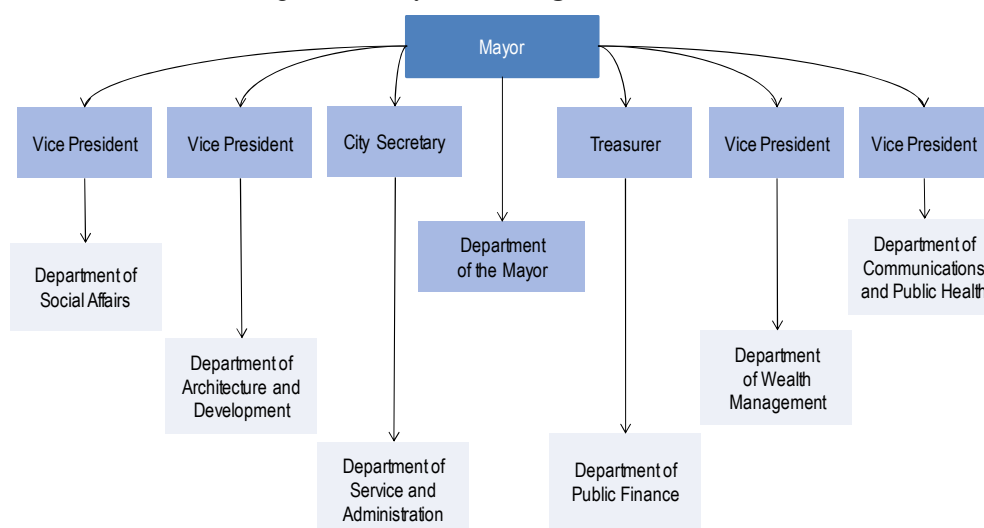 Mayor
Vice President
Vice President
City Secretary
Treasurer
Vice President
Vice President
Department of
Social Affairs
Department of
Architecture and
Development
Department of
Service and
Administration
Department
of the Mayor
Department of
Public Finance
Department
of Wealth
Management
Department of
Communications
and Public Health